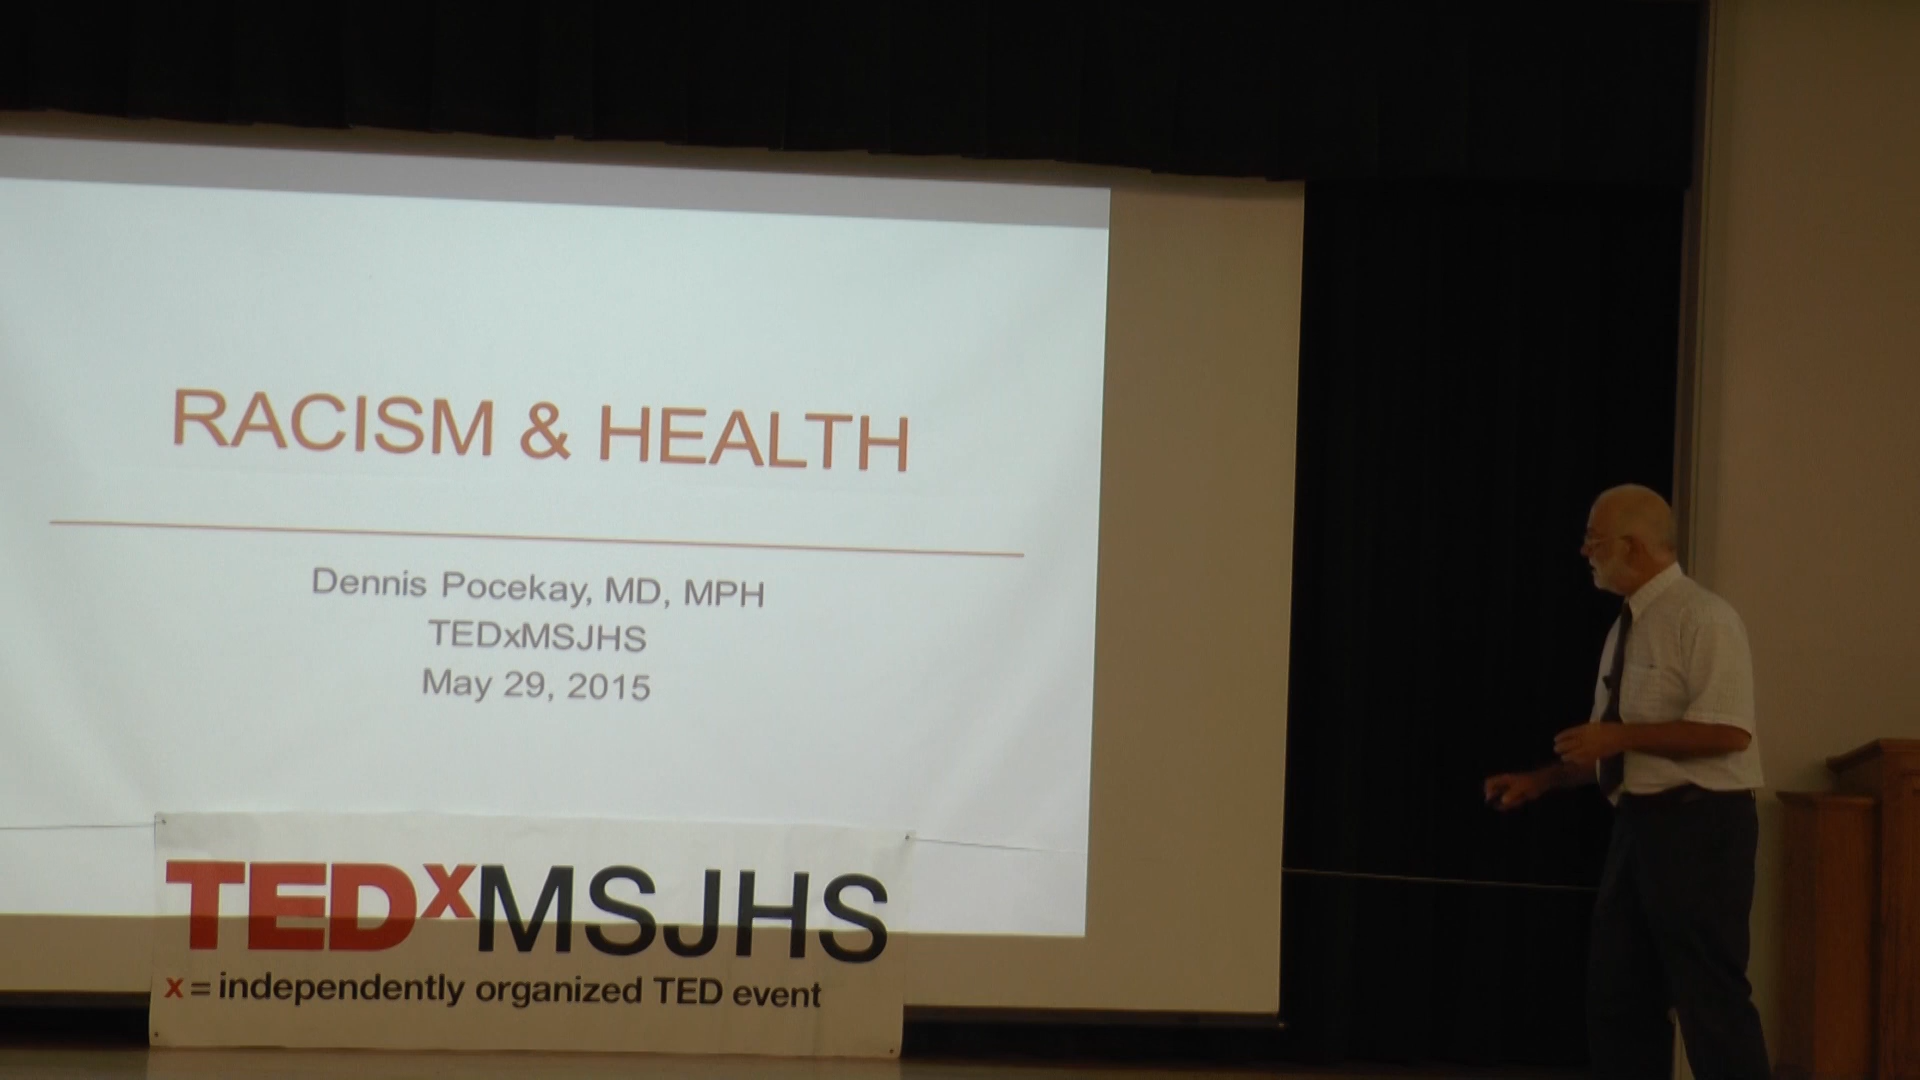 RACISM & HEALTH
Dennis Pocekay, MD, MPH
TEDxMSJHS
May 29, 2015
TEDxMSJHS
x = independently organized TED event